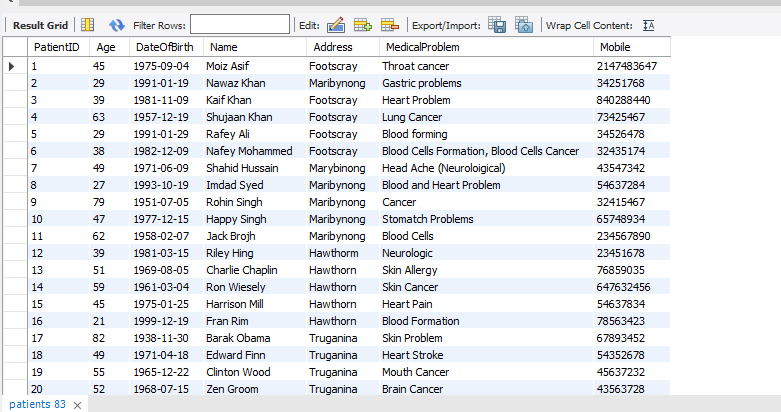 Result Grid Filter Rows: Edit: Export/Import: Wrap Cell Content: IA
PatientID Age DateOfBirth Name Address MedicalProblem Mobile
1 45 1975-09-04 Moiz Asif Footscray Throat cancer 2147483647
2 29 1991-01-19 Nawaz Khan Maribynong Gastric problems 34251768
3 39 1981-11-09 Kaif Khan Footscray Heart Problem 840288440
4 63 1957-12-19 Shujaan Khan Footscray Lung Cancer 73425467
5 29 1991-01-29 Rafey Ali Footscray Blood forming 34526478
6 38 1982-12-09 Nafey Mohammed Footscray Blood Cells Formation, Blood Cells Cancer 32435174
7 49 1971-06-09 Shahid Hussain Marybinong Head Ache (Neuroloigical) 43547342
8 27 1993-10-19 Imdad Syed Maribynong Blood and Heart Problem 54637284
9 79 1951-07-05 Rohin Singh Maribynong Cancer 32415467
10 47 1977-12-15 Happy Singh Maribynong Stomatch Problems 65748934
11 62 1958-02-07 Jack Brojh Maribynong Blood Cells 234567890
12 39 1981-03-15 Riley Hing Hawthorm Neurologic 23451678
13 51 1969-08-05 Charlie Chaplin Hawthorn Skin Allergy 76859035
14 59 1961-03-04 Ron Wiesely Hawthorn Skin Cancer 647632456
15 45 1975-01-25 Harrison Mill Hawthorn Heart Pain 54637834
16 21 1999-12-19 Fran Rim Hawthorn Blood Formation 78563423
17 82 1938-11-30 Barak Obama Truganina Skin Problem 67893452
18 49 1971-04-18 Edward Finn Truganina Heart Stroke 54352678
19 55 1965-12-22 Clinton Wood Truganina Mouth Cancer 45637232
20 52 1968-07-15 Zen Groom Truganina Brain Cancer 43563728
patients 83